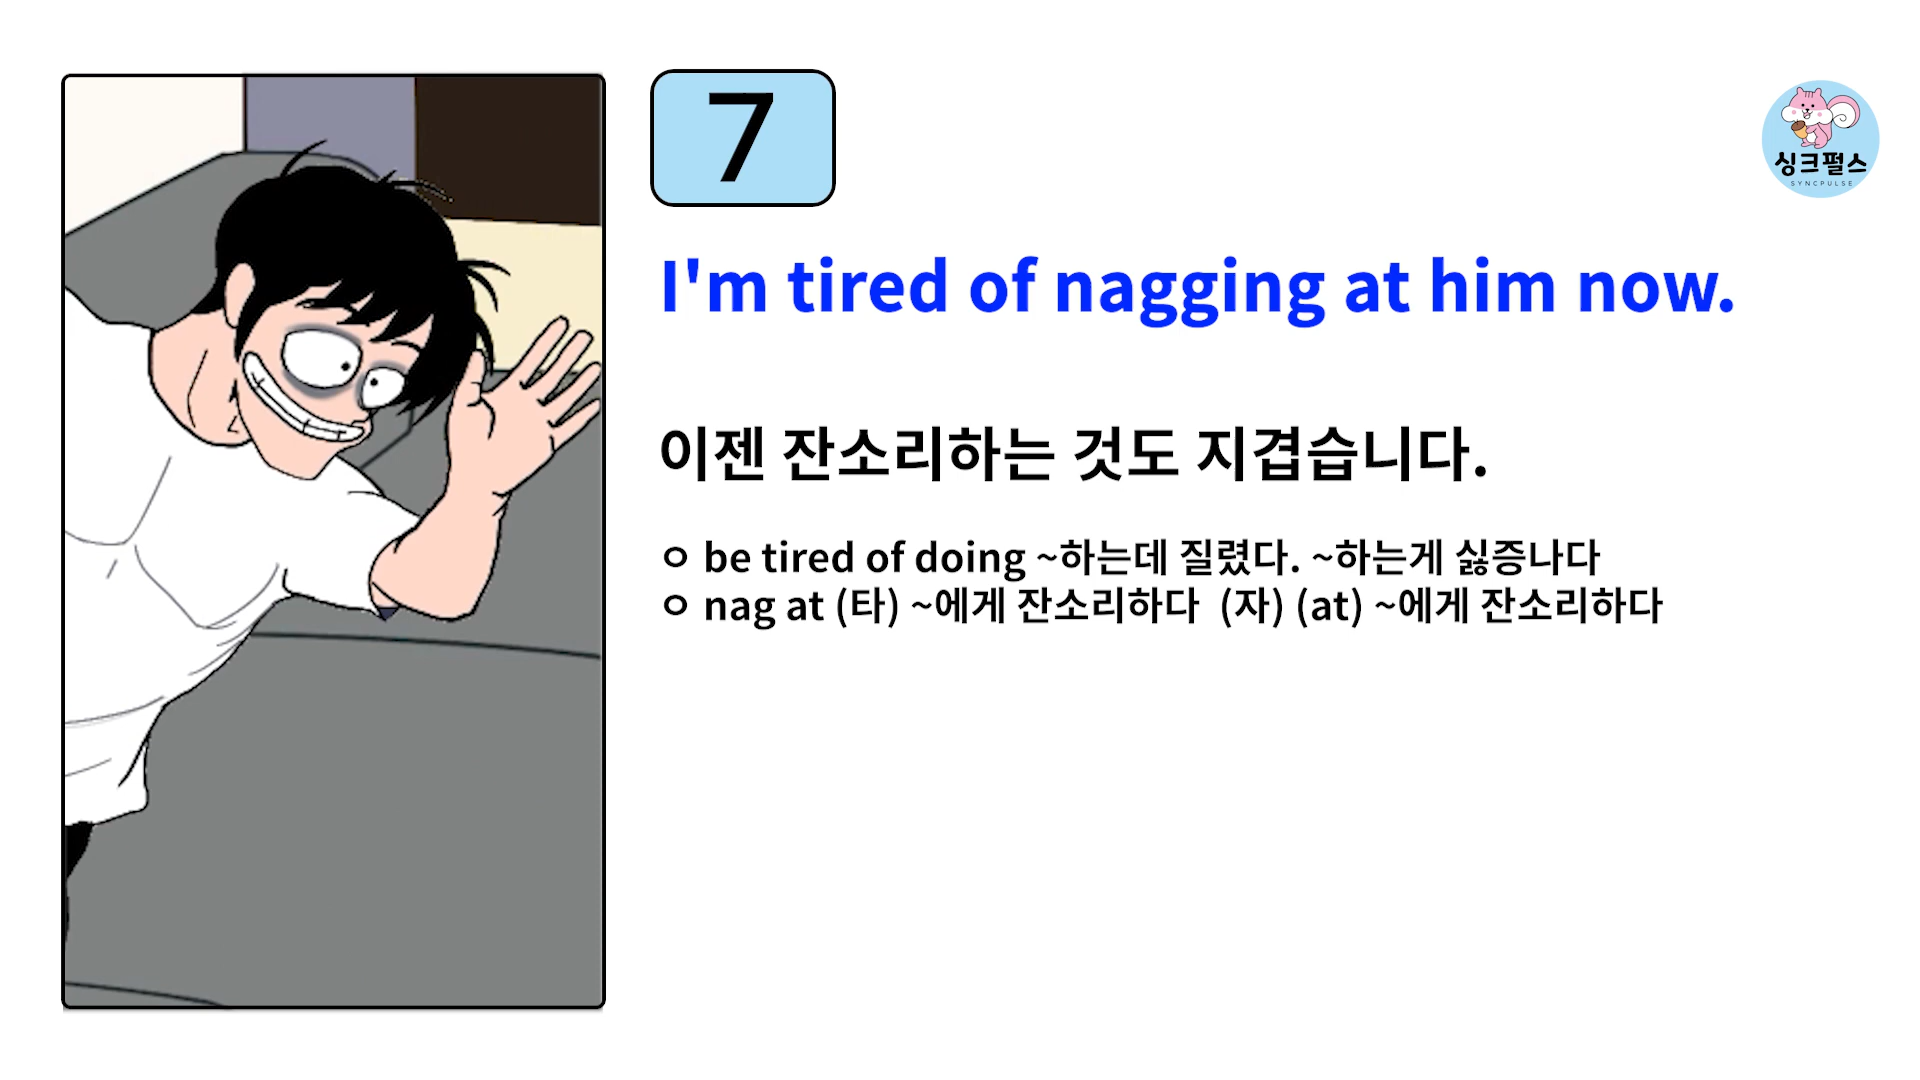 7
싱크펄스
SYNCPULSE
I'm tired of nagging at him now.
이젠 잔소리하는 것도 지겹습니다.
ㅇ be tired of doing ~하는데 질렸다. ~하는게 싫증나다
ㅇ nag at (타) ~에게 잔소리하다 (자) (at) ~에게 잔소리하다